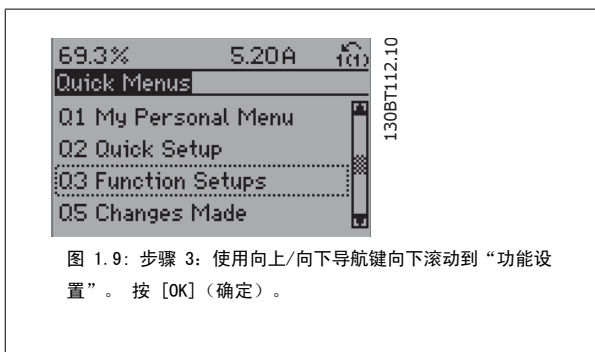 69.3% 5.20A 1(1)
Quick Menus
Q1 My Personal Menu
Q2 Quick Setup
Q3 Function Setups
Q5 Changes Made
130BT112.10
图 1.9: 步骤 3：使用向上/向下导航键向下滚动到“功能设
置”。 按 [OK]（确定）。